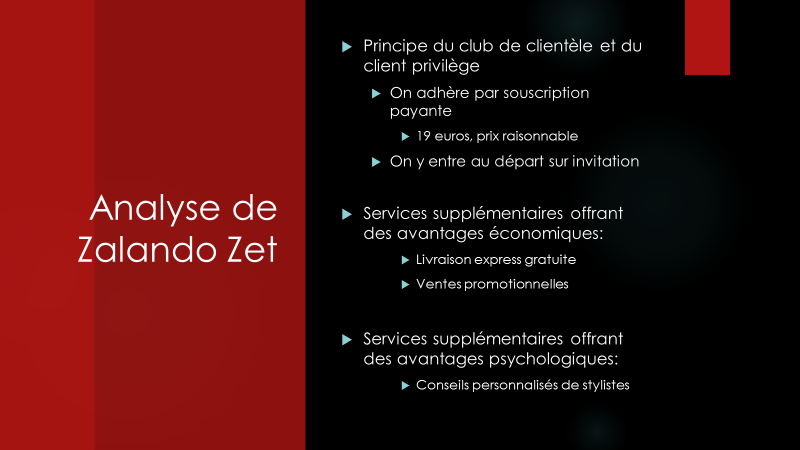 Analyse de
Zalando Zet
Principe du club de clientèle et du
client privilège
On adhère par souscription
payante
19 euros, prix raisonnable
On y entre au départ sur invitation
Services supplémentaires offrant
des avantages économiques:
Livraison express gratuite
Ventes promotionnelles
Services supplémentaires offrant
des avantages psychologiques:
Conseils personnalisés de stylistes